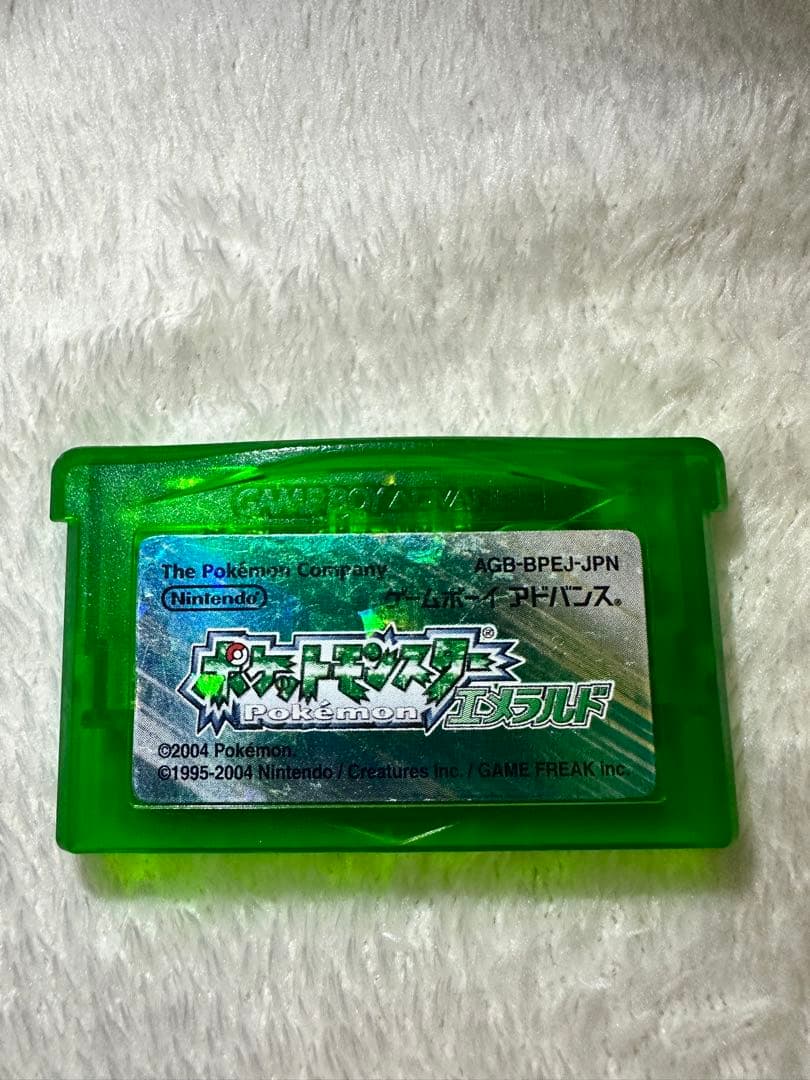 GAME BOY ADVANCE
The Pokémon Company AGB-BPEJ-JPN
Nintendo ゲームボーイアドバンス®
ポケットモンスター®
Pokémon エメラルド
©2004 Pokémon.
©1995-2004 Nintendo / Creatures inc. / GAME FREAK inc.